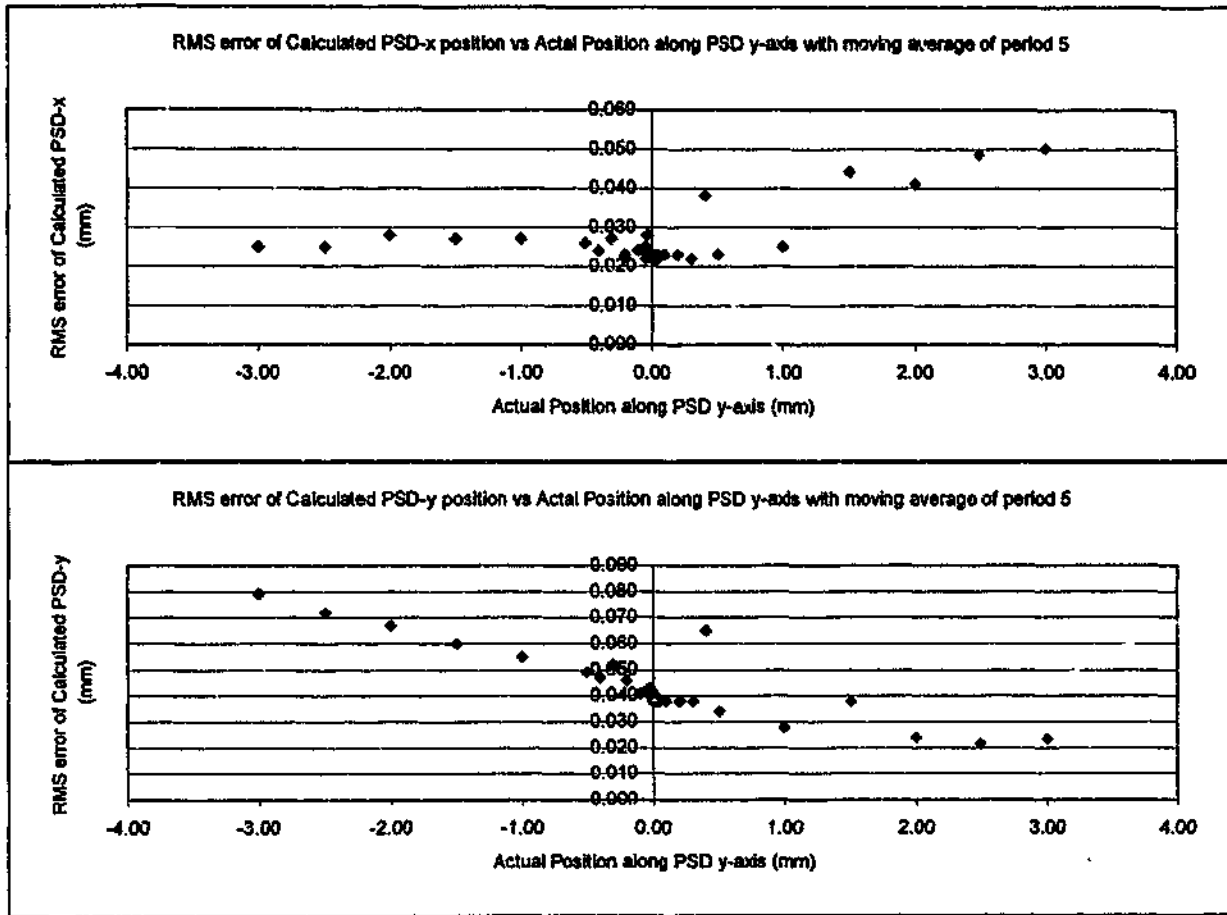 RMS error of Calculated PSD-x position vs Actal Position along PSD y-axis with moving average of period 5
RMS error of Calculated PSD-x
(mm)
0.060
0.050
0.040
0.030
0.020
0.010
0.000
-4.00 -3.00 -2.00 -1.00 0.00 1.00 2.00 3.00 4.00
Actual Position along PSD y-axis (mm)
RMS error of Calculated PSD-y position vs Actal Position along PSD y-axis with moving average of period 5
RMS error of Calculated PSD-y
(mm)
0.090
0.080
0.070
0.060
0.050
0.040
0.030
0.020
0.010
0.000
-4.00 -3.00 -2.00 -1.00 0.00 1.00 2.00 3.00 4.00
Actual Position along PSD y-axis (mm)